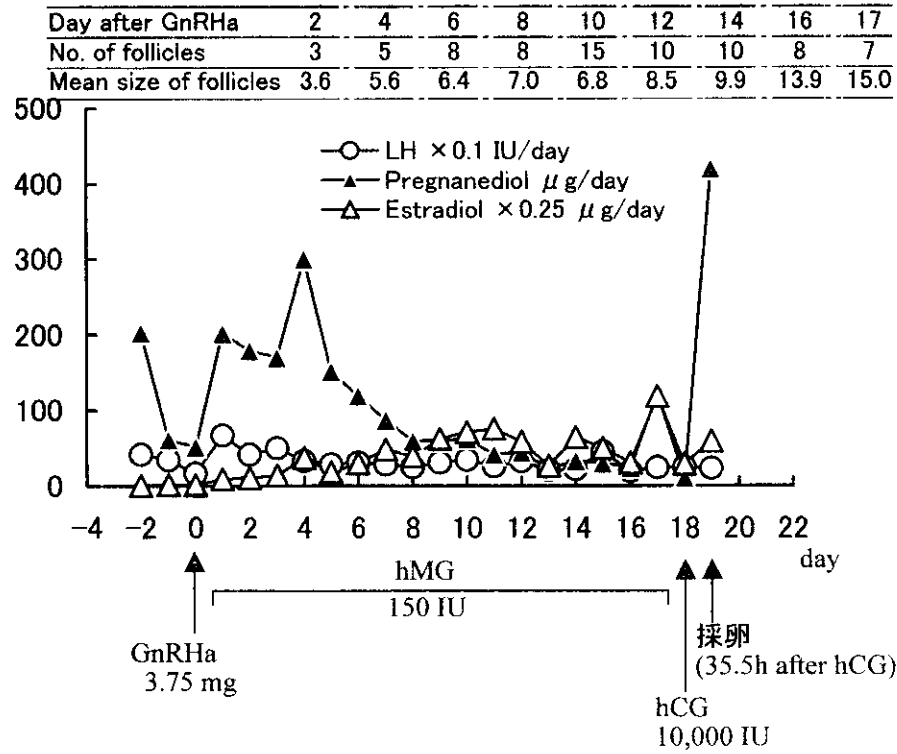 Day after GnRHa 2 4 6 8 10 12 14 16 17
No. of follicles 3 5 8 8 15 10 10 8 7
Mean size of follicles 3.6 5.6 6.4 7.0 6.8 8.5 9.9 13.9 15.0
500
LH ×0.1 IU/day
400
Pregnanediol μg/day
Estradiol ×0.25 μg/day
300
200
100
0
-4 -2 0 2 4 6 8 10 12 14 16 18 20 22
day
hMG
150 IU
採卵
(35.5h after hCG)
GnRHa
3.75 mg
hCG
10,000 IU